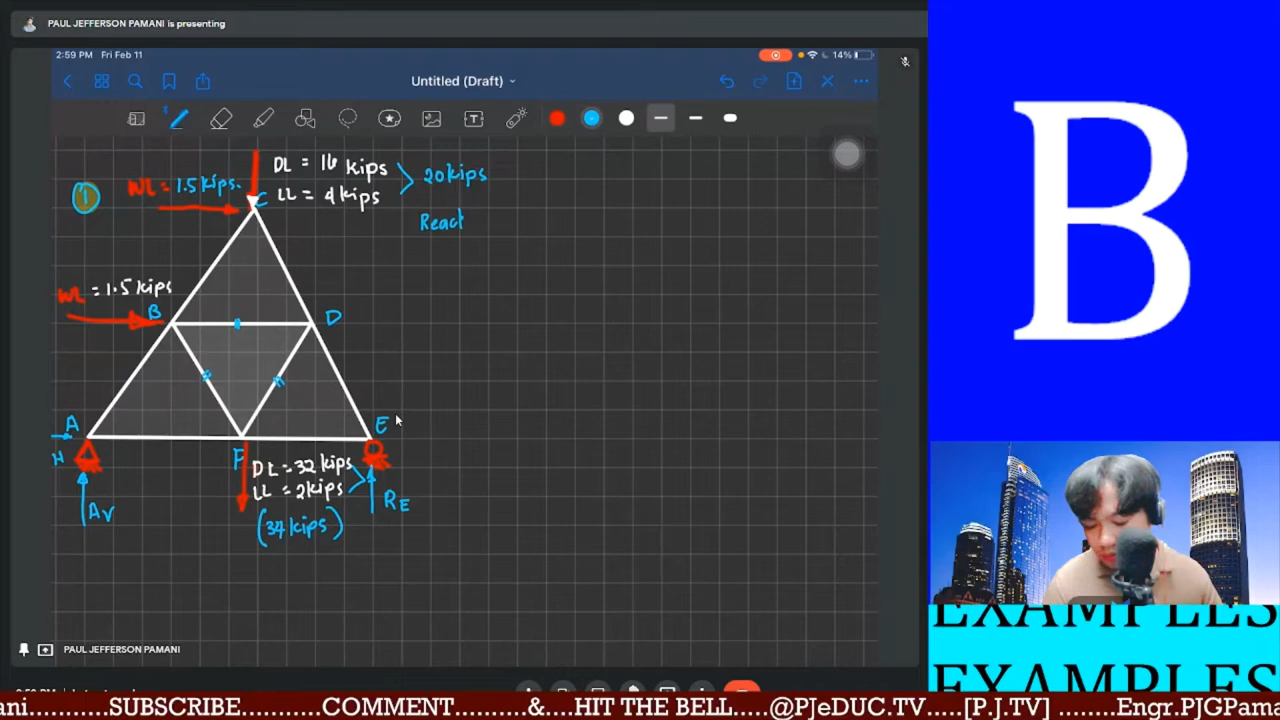 PAUL JEFFERSON PAMANI is presenting
2:59 PM Fri Feb 11
14%
Untitled (Draft)
1
WL = 1.5 kips.
DL = 16 kips
LL = 4 kips
20 kips
C
React
WL = 1.5 kips
B
D
A
E
H
F
DL = 32 kips
LL = 2 kips
(34 kips)
AV
RE
PAUL JEFFERSON PAMANI
B
EXAMPLES
EXAMPLES
ani..........SUBSCRIBE..........COMMENT.........&....HIT THE BELL.....@PJeDUC.TV.....[P.J.TV] .......Engr.PJGPama